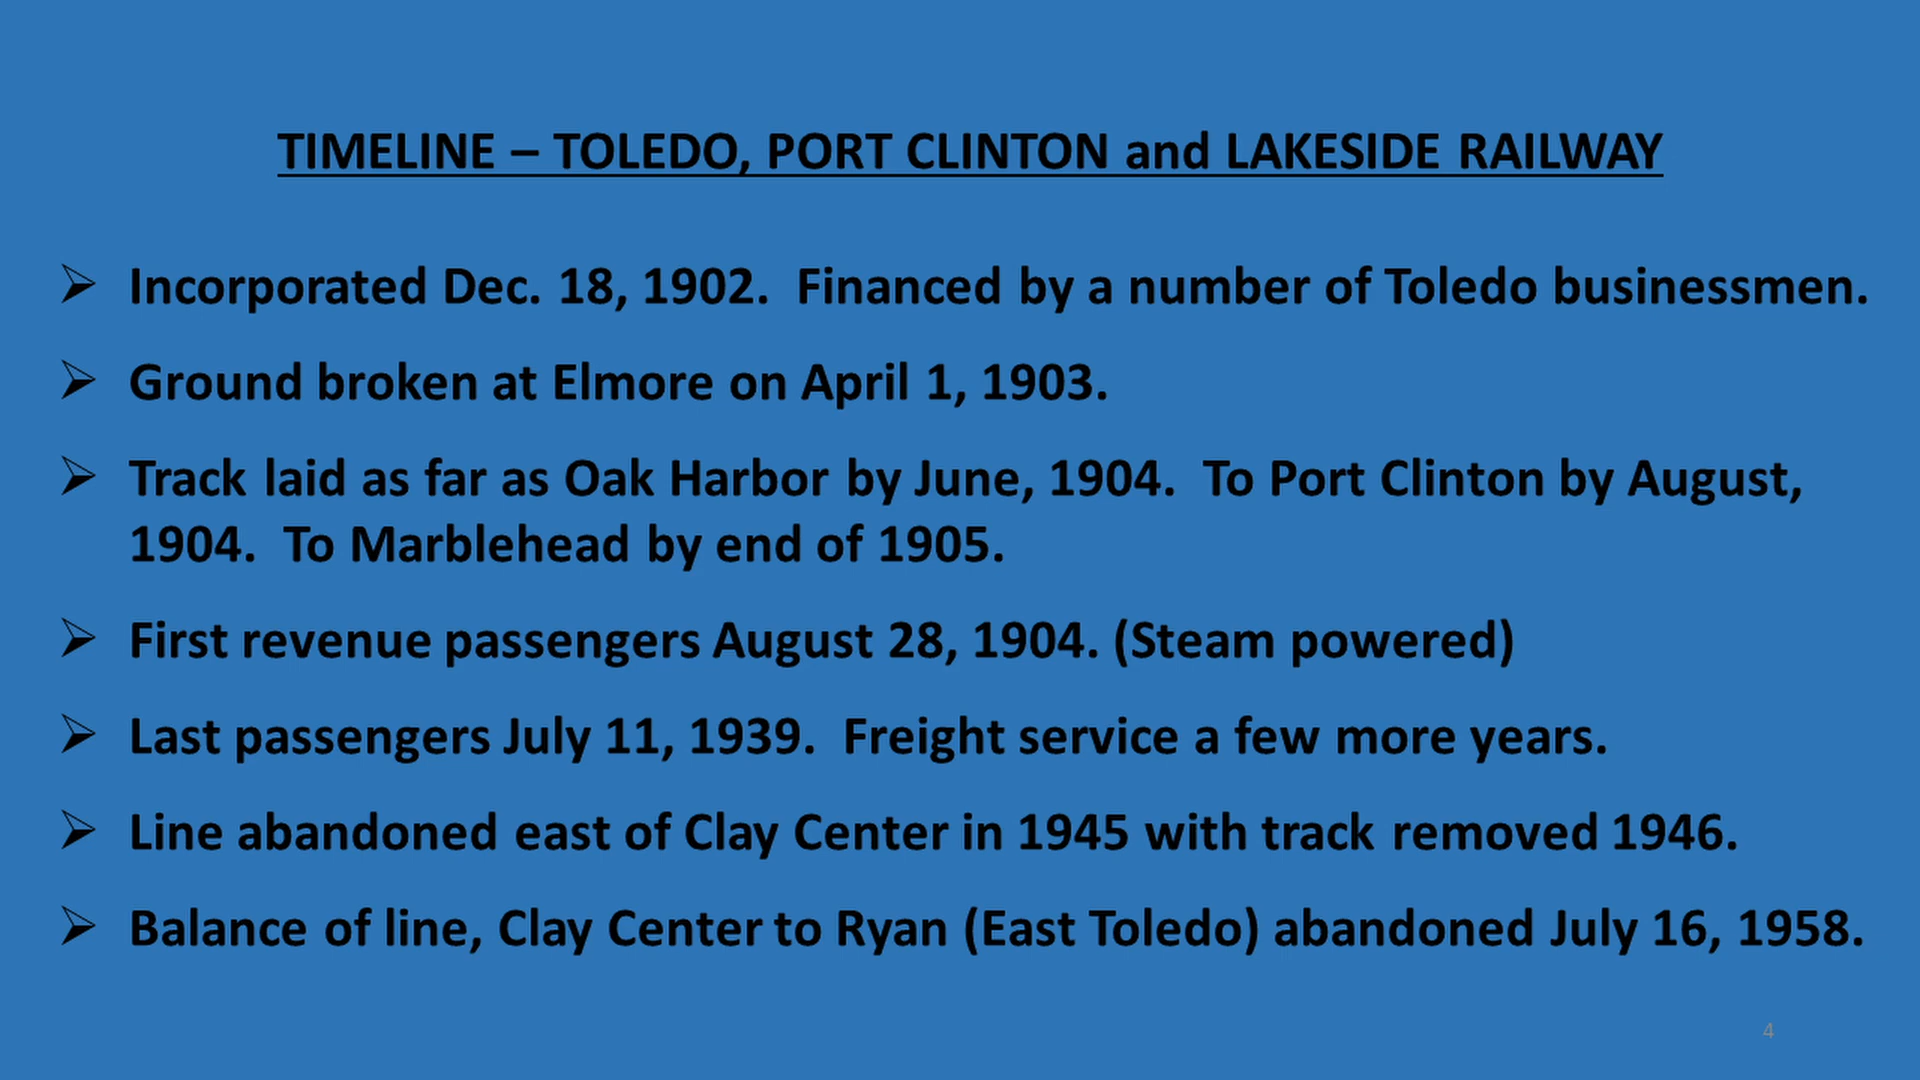 TIMELINE – TOLEDO, PORT CLINTON and LAKESIDE RAILWAY
➢ Incorporated Dec. 18, 1902.  Financed by a number of Toledo businessmen.
➢ Ground broken at Elmore on April 1, 1903.
➢ Track laid as far as Oak Harbor by June, 1904.  To Port Clinton by August,
1904.  To Marblehead by end of 1905.
➢ First revenue passengers August 28, 1904. (Steam powered)
➢ Last passengers July 11, 1939.  Freight service a few more years.
➢ Line abandoned east of Clay Center in 1945 with track removed 1946.
➢ Balance of line, Clay Center to Ryan (East Toledo) abandoned July 16, 1958.
4